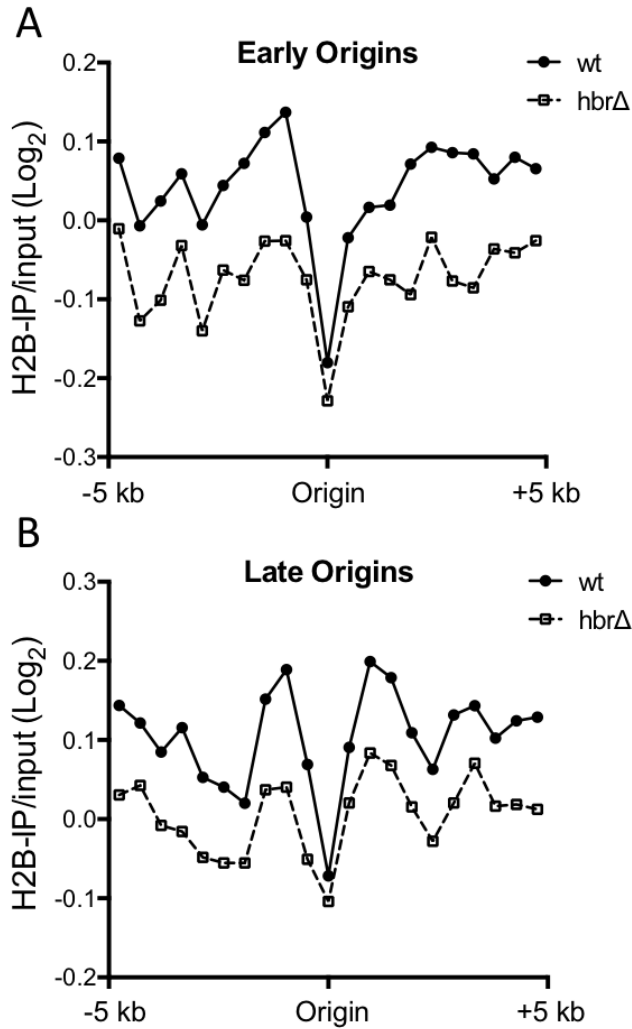 A
Early Origins
wt
hbrΔ
H2B-IP/input (Log2)
0.2
0.1
0.0
-0.1
-0.2
-0.3
-5 kb
Origin
+5 kb
B
Late Origins
wt
hbrΔ
H2B-IP/input (Log2)
0.3
0.2
0.1
0.0
-0.1
-0.2
-5 kb
Origin
+5 kb